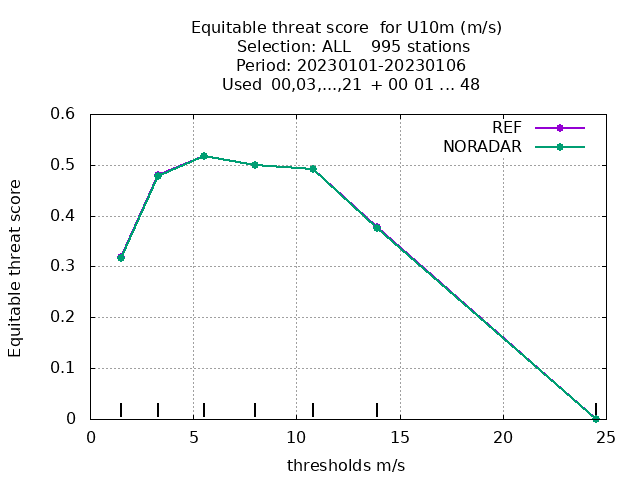 Equitable threat score  for U10m (m/s)
Selection: ALL    995 stations
Period: 20230101-20230106
Used  00,03,...,21  + 00 01 ... 48
REF
NORADAR
0.6
0.5
0.4
0.3
0.2
0.1
0
Equitable threat score
0 5 10 15 20 25
thresholds m/s